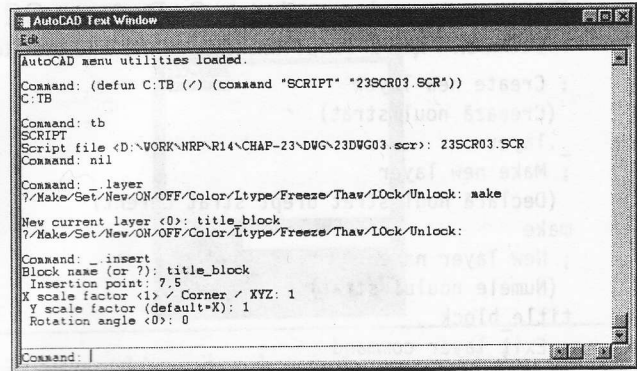 AutoCAD Text Window
Edit
AutoCAD menu utilities loaded.
Command: (defun C:TB (/) (command "SCRIPT" "23SCR03.SCR"))
C:TB
Command: tb
SCRIPT
Script file <D:\WORK\NRP\R14\CHAP-23\DWG\23DWG03.scr>: 23SCR03.SCR
Command: nil
Command: _.layer
?/Make/Set/New/ON/OFF/Color/Ltype/Freeze/Thaw/LOck/Unlock: make
New current layer <0>: title_block
?/Make/Set/New/ON/OFF/Color/Ltype/Freeze/Thaw/LOck/Unlock:
Command: _.insert
Block name (or ?): title_block
Insertion point: 7,5
X scale factor <1> / Corner / XYZ: 1
Y scale factor (default=X): 1
Rotation angle <0>: 0
Command: